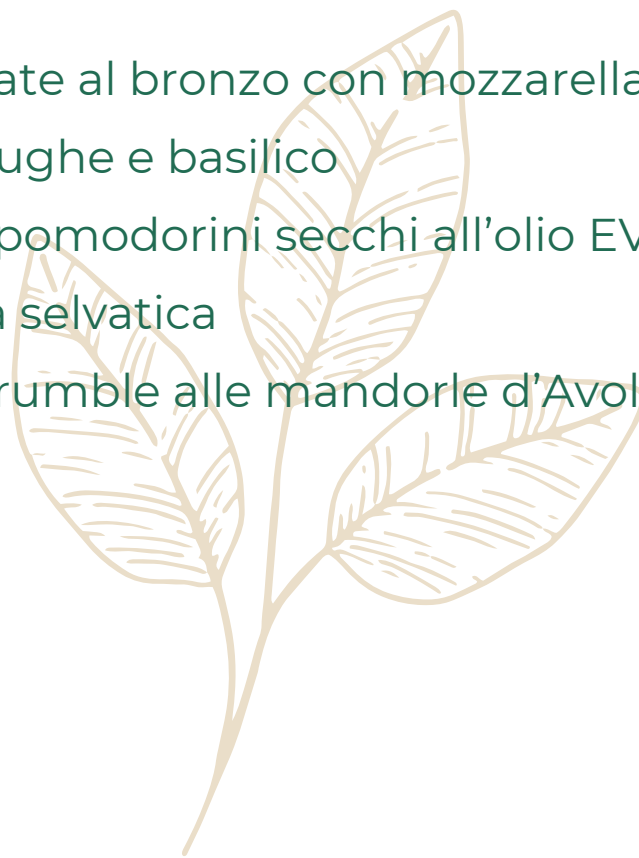 ate al bronzo con mozzarella
ughe e basilico
pomodorini secchi all’olio EV
a selvatica
rumble alle mandorle d’Avol